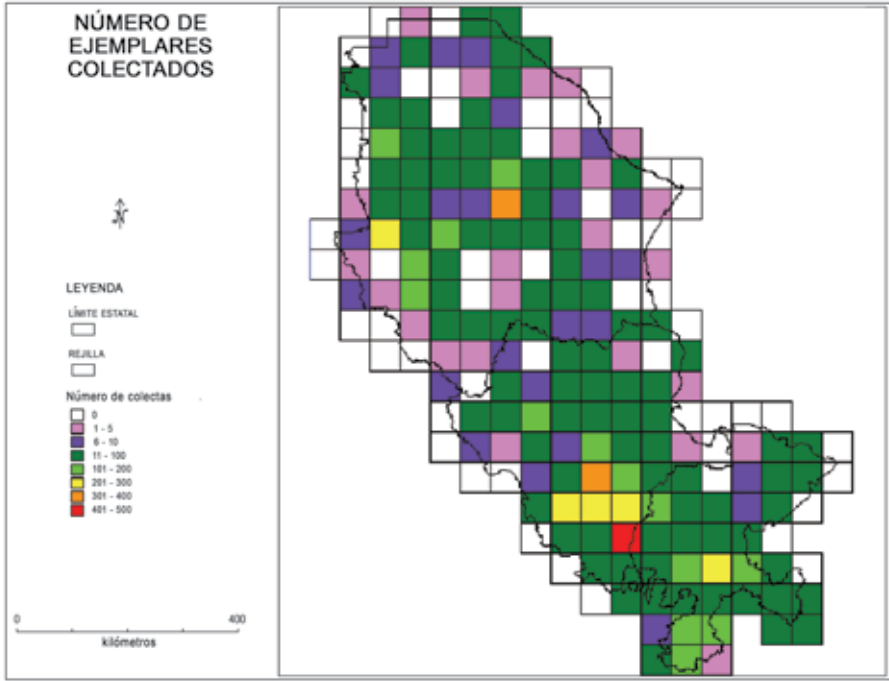 NÚMERO DE
EJEMPLARES
COLECTADOS
N
LEYENDA
LÍMITE ESTATAL
REJILLA
Número de colectas
0
1 - 5
6 - 10
11 - 100
101 - 200
201 - 300
301 - 400
401 - 500
0 400
kilómetros